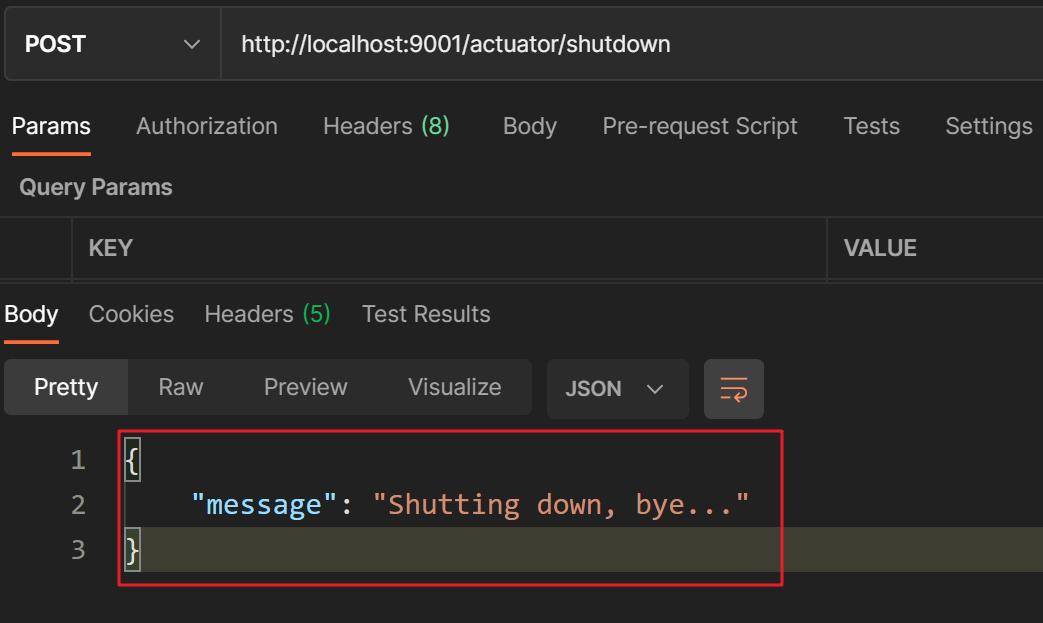 POST http://localhost:9001/actuator/shutdown
Params Authorization Headers (8) Body Pre-request Script Tests Settings
Query Params
KEY VALUE
Body Cookies Headers (5) Test Results
Pretty Raw Preview Visualize JSON
1 {
2 "message": "Shutting down, bye..."
3 }